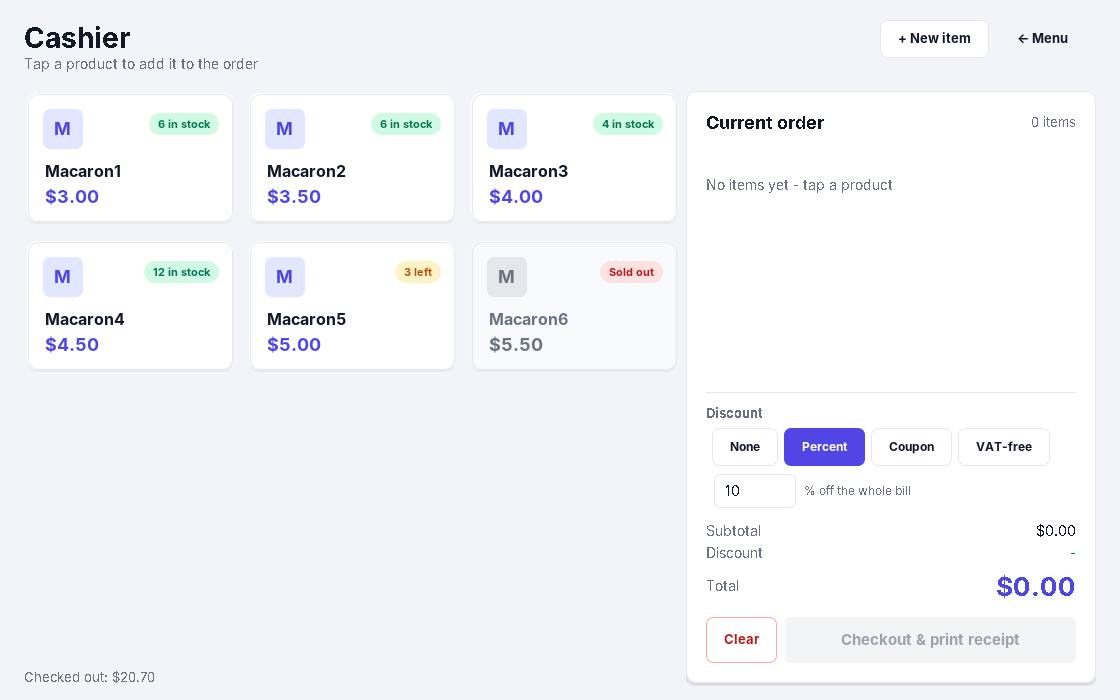 Cashier
Tap a product to add it to the order
+ New item
← Menu
M
6 in stock
Macaron1
$3.00
M
6 in stock
Macaron2
$3.50
M
4 in stock
Macaron3
$4.00
M
12 in stock
Macaron4
$4.50
M
3 left
Macaron5
$5.00
M
Sold out
Macaron6
$5.50
Current order
0 items
No items yet - tap a product
Discount
None
Percent
Coupon
VAT-free
10
% off the whole bill
Subtotal
$0.00
Discount
-
Total
$0.00
Clear
Checkout & print receipt
Checked out: $20.70